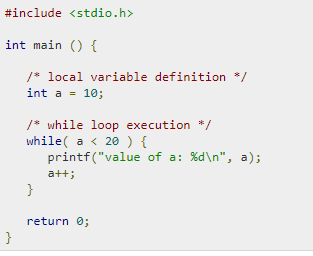 #include <stdio.h>
int main () {
/* local variable definition */
int a = 10;
/* while loop execution */
while( a < 20 ) {
printf("value of a: %d\n", a);
a++;
}
return 0;
}